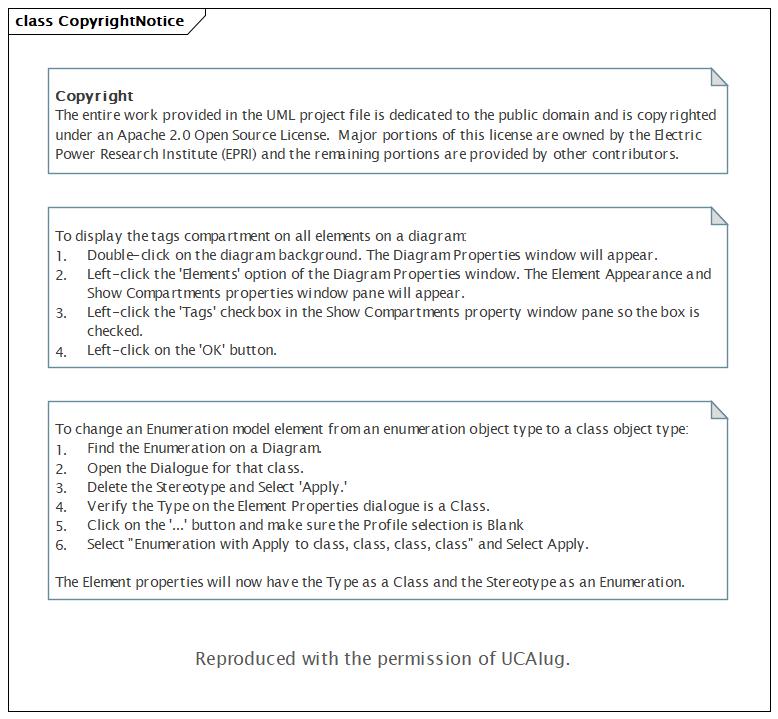 class CopyrightNotice
Copyright
The entire work provided in the UML project file is dedicated to the public domain and is copyrighted
under an Apache 2.0 Open Source License. Major portions of this license are owned by the Electric
Power Research Institute (EPRI) and the remaining portions are provided by other contributors.
To display the tags compartment on all elements on a diagram:
1. Double-click on the diagram background. The Diagram Properties window will appear.
2. Left-click the 'Elements' option of the Diagram Properties window. The Element Appearance and
Show Compartments properties window pane will appear.
3. Left-click the 'Tags' checkbox in the Show Compartments property window pane so the box is
checked.
4. Left-click on the 'OK' button.
To change an Enumeration model element from an enumeration object type to a class object type:
1. Find the Enumeration on a Diagram.
2. Open the Dialogue for that class.
3. Delete the Stereotype and Select 'Apply.'
4. Verify the Type on the Element Properties dialogue is a Class.
5. Click on the '...' button and make sure the Profile selection is Blank
6. Select "Enumeration with Apply to class, class, class, class" and Select Apply.
The Element properties will now have the Type as a Class and the Stereotype as an Enumeration.
Reproduced with the permission of UCAIug.